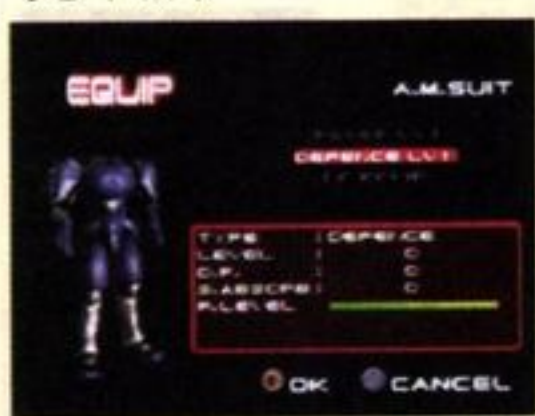 EQUIP
A.M.SUIT
DEFENCE LV1
TYPE : DEFENCE
LEVEL : 0
D.P. : 0
S.ABSORB : 0
P.LEVEL
OK CANCEL